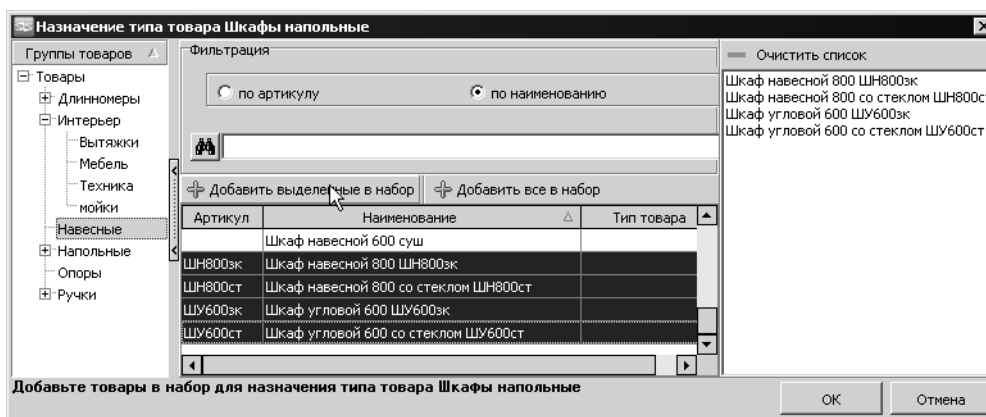 Назначение типа товара Шкафы напольные
Группы товаров
Товары
Длинномеры
Интерьер
Вытяжки
Мебель
Техника
мойки
Навесные
Напольные
Опоры
Ручки
Фильтрация
по артикулу
по наименованию
Добавить выделенные в набор
Добавить все в набор
Артикул Наименование Тип товара
Шкаф навесной 600 суш
ШН800зк Шкаф навесной 800 ШН800зк
ШН800ст Шкаф навесной 800 со стеклом ШН800ст
ШУ600зк Шкаф угловой 600 ШУ600зк
ШУ600ст Шкаф угловой 600 со стеклом ШУ600ст
Очистить список
Шкаф навесной 800 ШН800зк
Шкаф навесной 800 со стеклом ШН800с
Шкаф угловой 600 ШУ600зк
Шкаф угловой 600 со стеклом ШУ600ст
Добавьте товары в набор для назначения типа товара Шкафы напольные
OK
Отмена